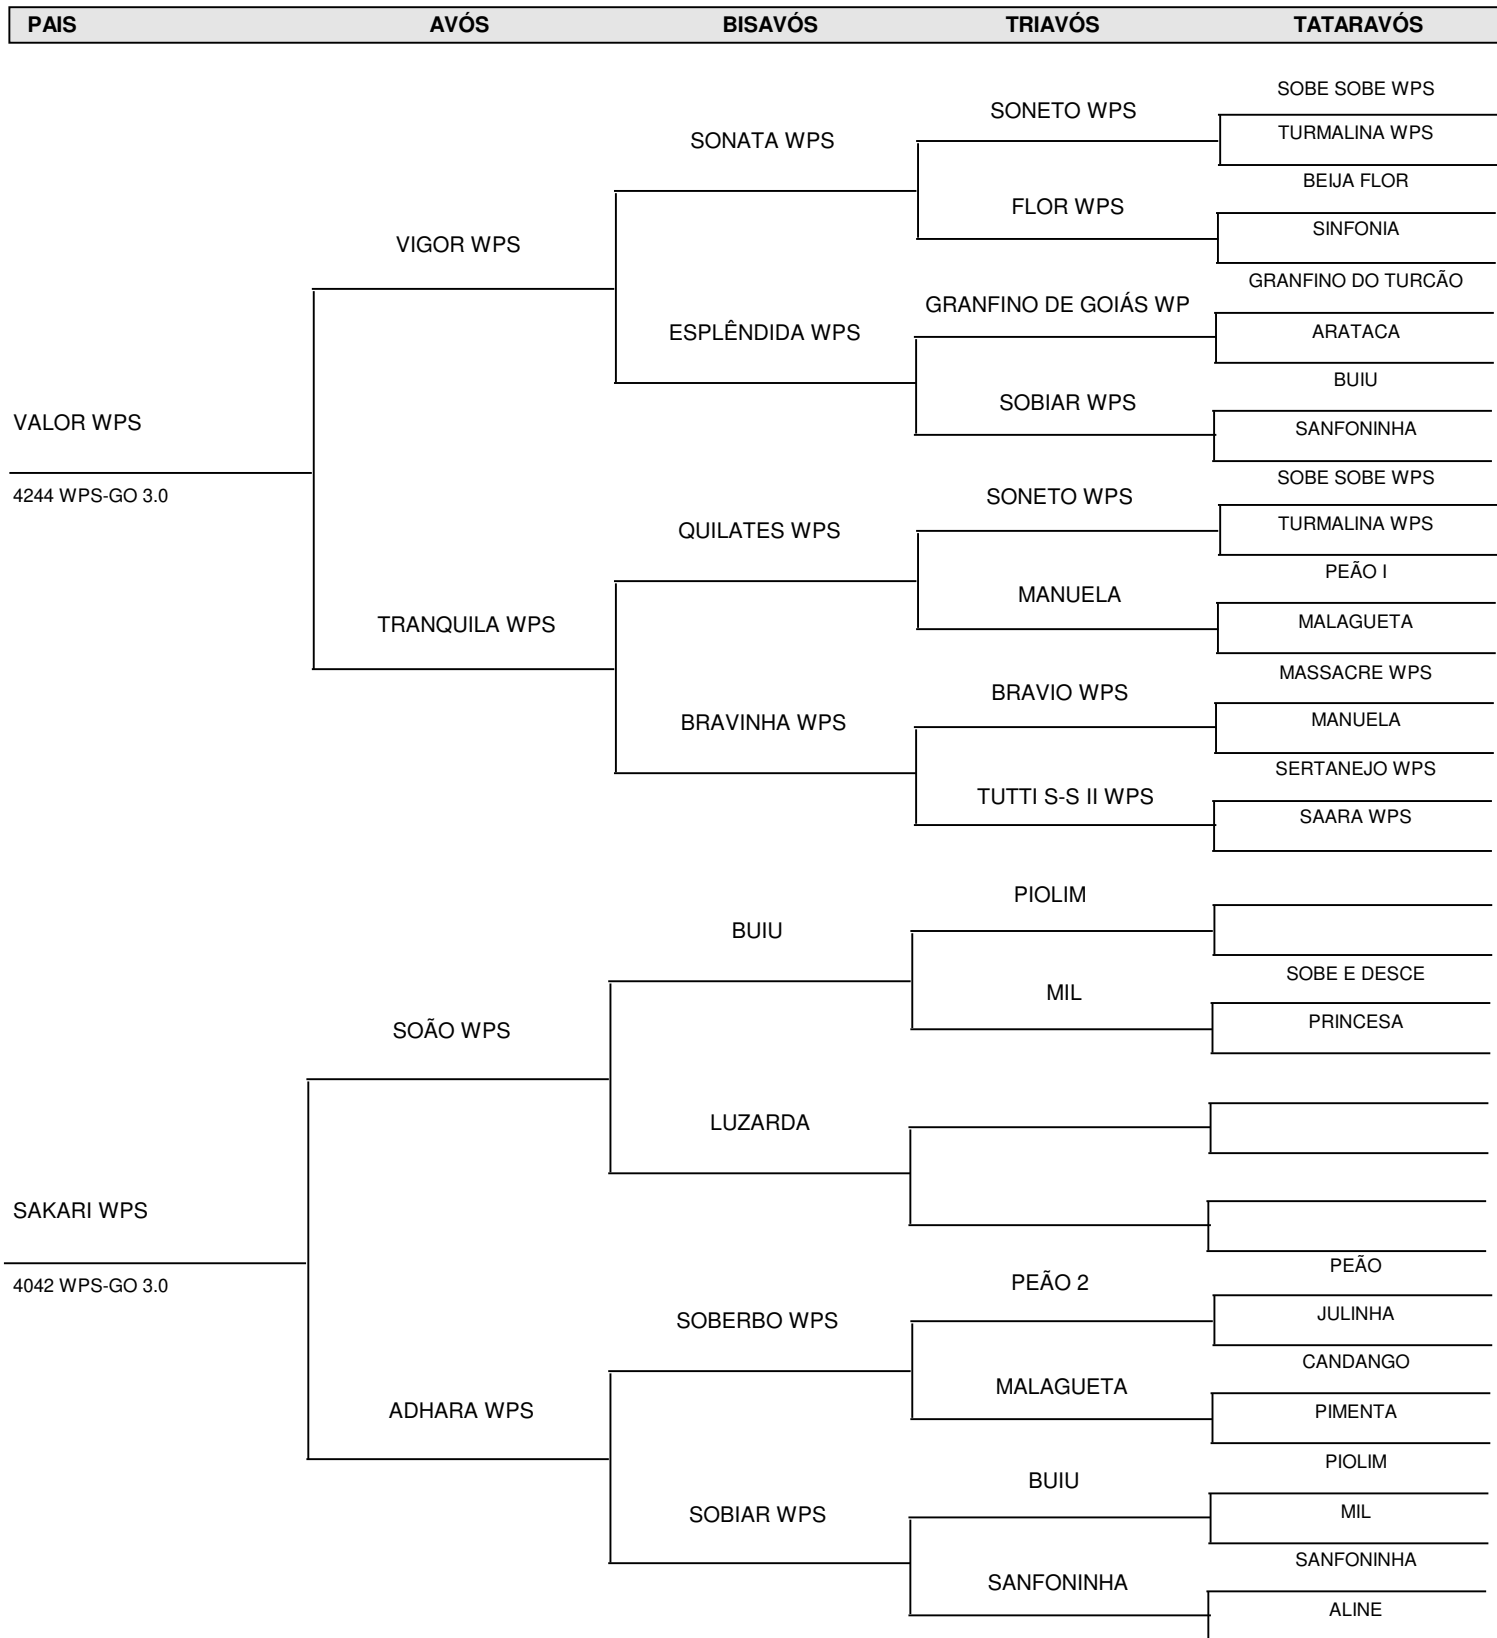 PAIS AVÓS BISAVÓS TRIAVÓS TATARAVÓS
SOBE SOBE WPS
SONETO WPS
TURMALINA WPS
SONATA WPS
BEIJA FLOR
FLOR WPS
SINFONIA
VIGOR WPS
GRANFINO DO TURCÃO
GRANFINO DE GOIÁS WP
ESPLÊNDIDA WPS
ARATACA
BUIU
SOBIAR WPS
VALOR WPS
SANFONINHA
SOBE SOBE WPS
4244 WPS-GO 3.0
SONETO WPS
TURMALINA WPS
QUILATES WPS
PEÃO I
MANUELA
MALAGUETA
TRANQUILA WPS
MASSACRE WPS
BRAVIO WPS
MANUELA
BRAVINHA WPS
SERTANEJO WPS
TUTTI S-S II WPS
SAARA WPS
PIOLIM
BUIU
SOBE E DESCE
MIL
PRINCESA
SOÃO WPS
LUZARDA
SAKARI WPS
PEÃO
4042 WPS-GO 3.0
PEÃO 2
JULINHA
SOBERBO WPS
CANDANGO
MALAGUETA
ADHARA WPS
PIMENTA
PIOLIM
BUIU
MIL
SOBIAR WPS
SANFONINHA
SANFONINHA
ALINE